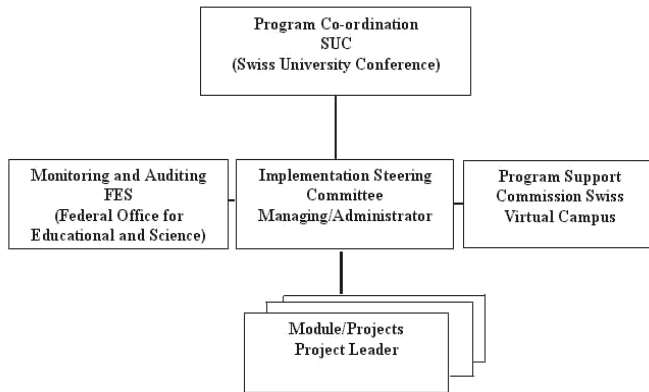 Program Co-ordination
SUC
(Swiss University Conference)
Monitoring and Auditing
FES
(Federal Office for
Educational and Science)
Implementation Steering
Committee
Managing/Administrator
Program Support
Commission Swiss
Virtual Campus
Module/Projects
Project Leader